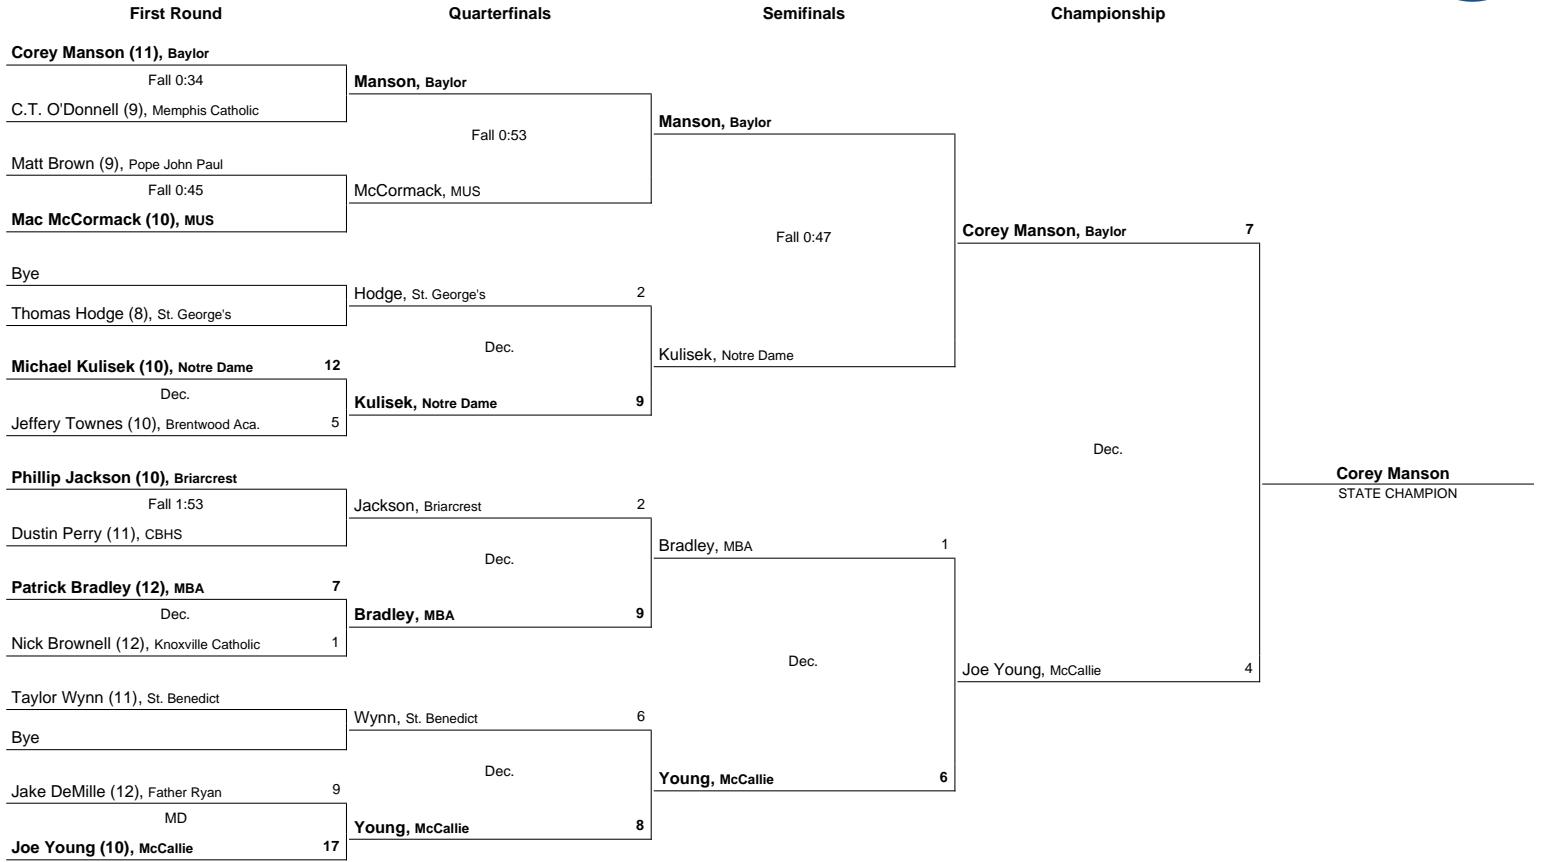 First Round Quarterfinals Semifinals Championship
Corey Manson (11), Baylor
Fall 0:34
C.T. O'Donnell (9), Memphis Catholic
Matt Brown (9), Pope John Paul
Fall 0:45
Mac McCormack (10), MUS
Bye
Thomas Hodge (8), St. George's
Michael Kulisek (10), Notre Dame 12
Dec.
Jeffery Townes (10), Brentwood Aca. 5
Phillip Jackson (10), Briarcrest
Fall 1:53
Dustin Perry (11), CBHS
Patrick Bradley (12), MBA 7
Dec.
Nick Brownell (12), Knoxville Catholic 1
Taylor Wynn (11), St. Benedict
Bye
Jake DeMille (12), Father Ryan 9
MD
Joe Young (10), McCallie 17
Manson, Baylor
Fall 0:53
McCormack, MUS
Hodge, St. George's 2
Dec.
Kulisek, Notre Dame 9
Jackson, Briarcrest 2
Dec.
Bradley, MBA 9
Wynn, St. Benedict 6
Dec.
Young, McCallie 8
Manson, Baylor
Fall 0:47
Kulisek, Notre Dame
Bradley, MBA 1
Dec.
Young, McCallie 6
Corey Manson, Baylor 7
Dec.
Joe Young, McCallie 4
Corey Manson
STATE CHAMPION